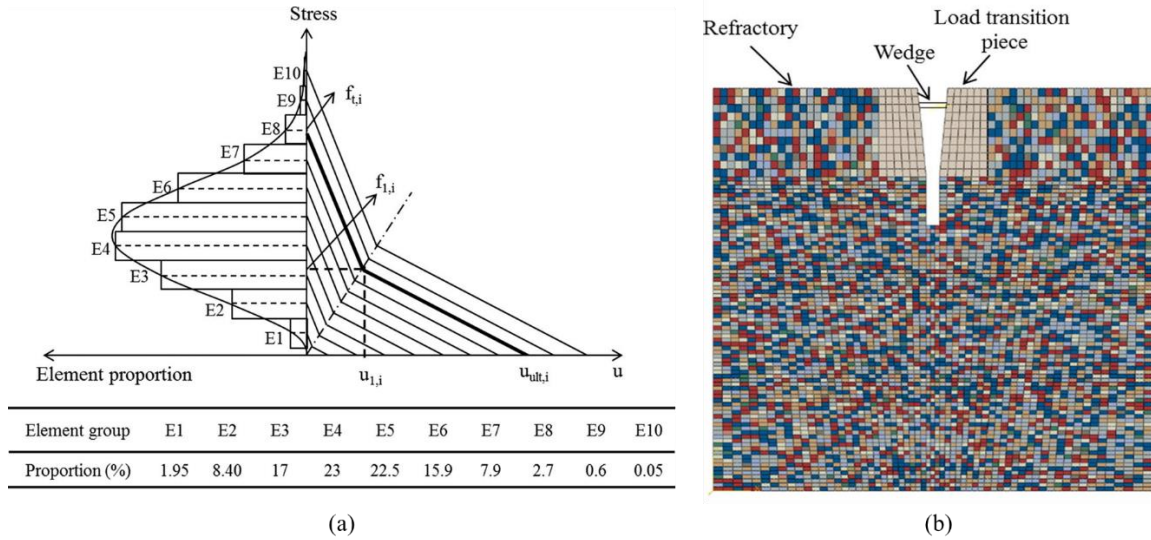 Stress
E10
E9
f_t,i
E8
E7
E6
f_1,i
E5
E4
E3
E2
E1
Element proportion
u_1,i
u_ult,i
u
Element group E1 E2 E3 E4 E5 E6 E7 E8 E9 E10
Proportion (%) 1.95 8.40 17 23 22.5 15.9 7.9 2.7 0.6 0.05
(a)
Refractory
Wedge
Load transition
piece
(b)